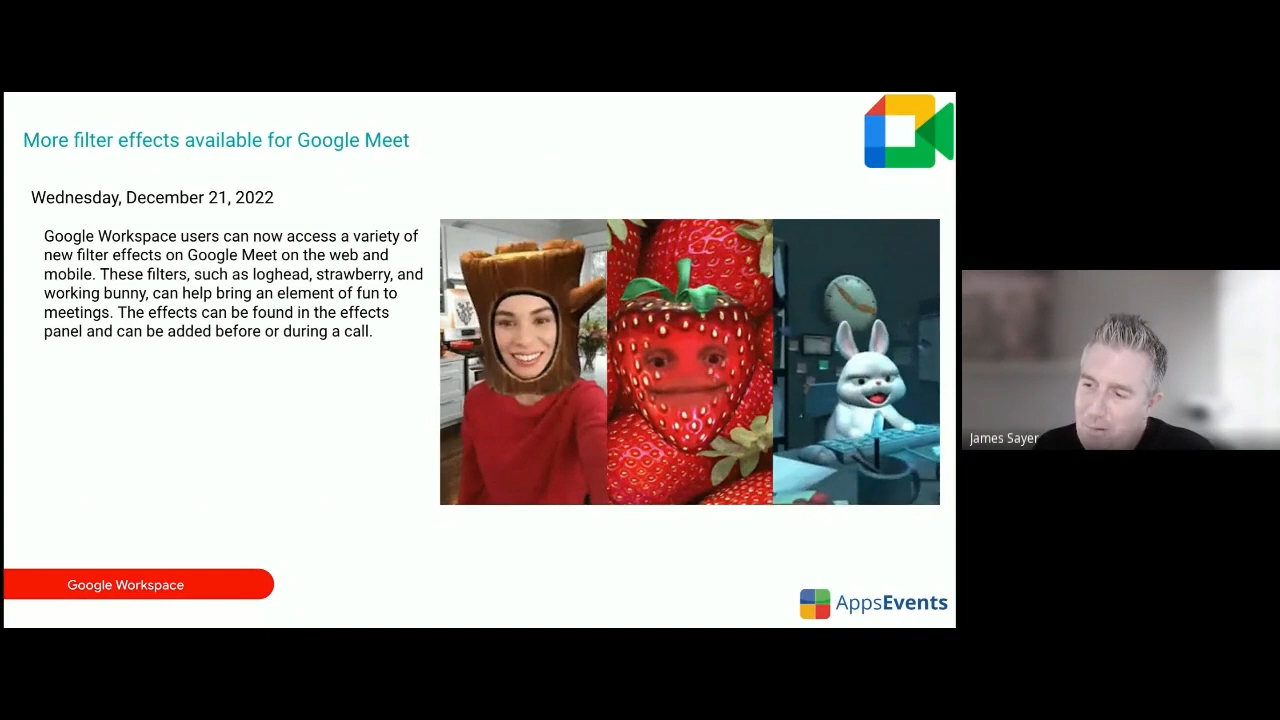 More filter effects available for Google Meet
Wednesday, December 21, 2022
Google Workspace users can now access a variety of
new filter effects on Google Meet on the web and
mobile. These filters, such as loghead, strawberry, and
working bunny, can help bring an element of fun to
meetings. The effects can be found in the effects
panel and can be added before or during a call.
James Sayer
Google Workspace
AppsEvents